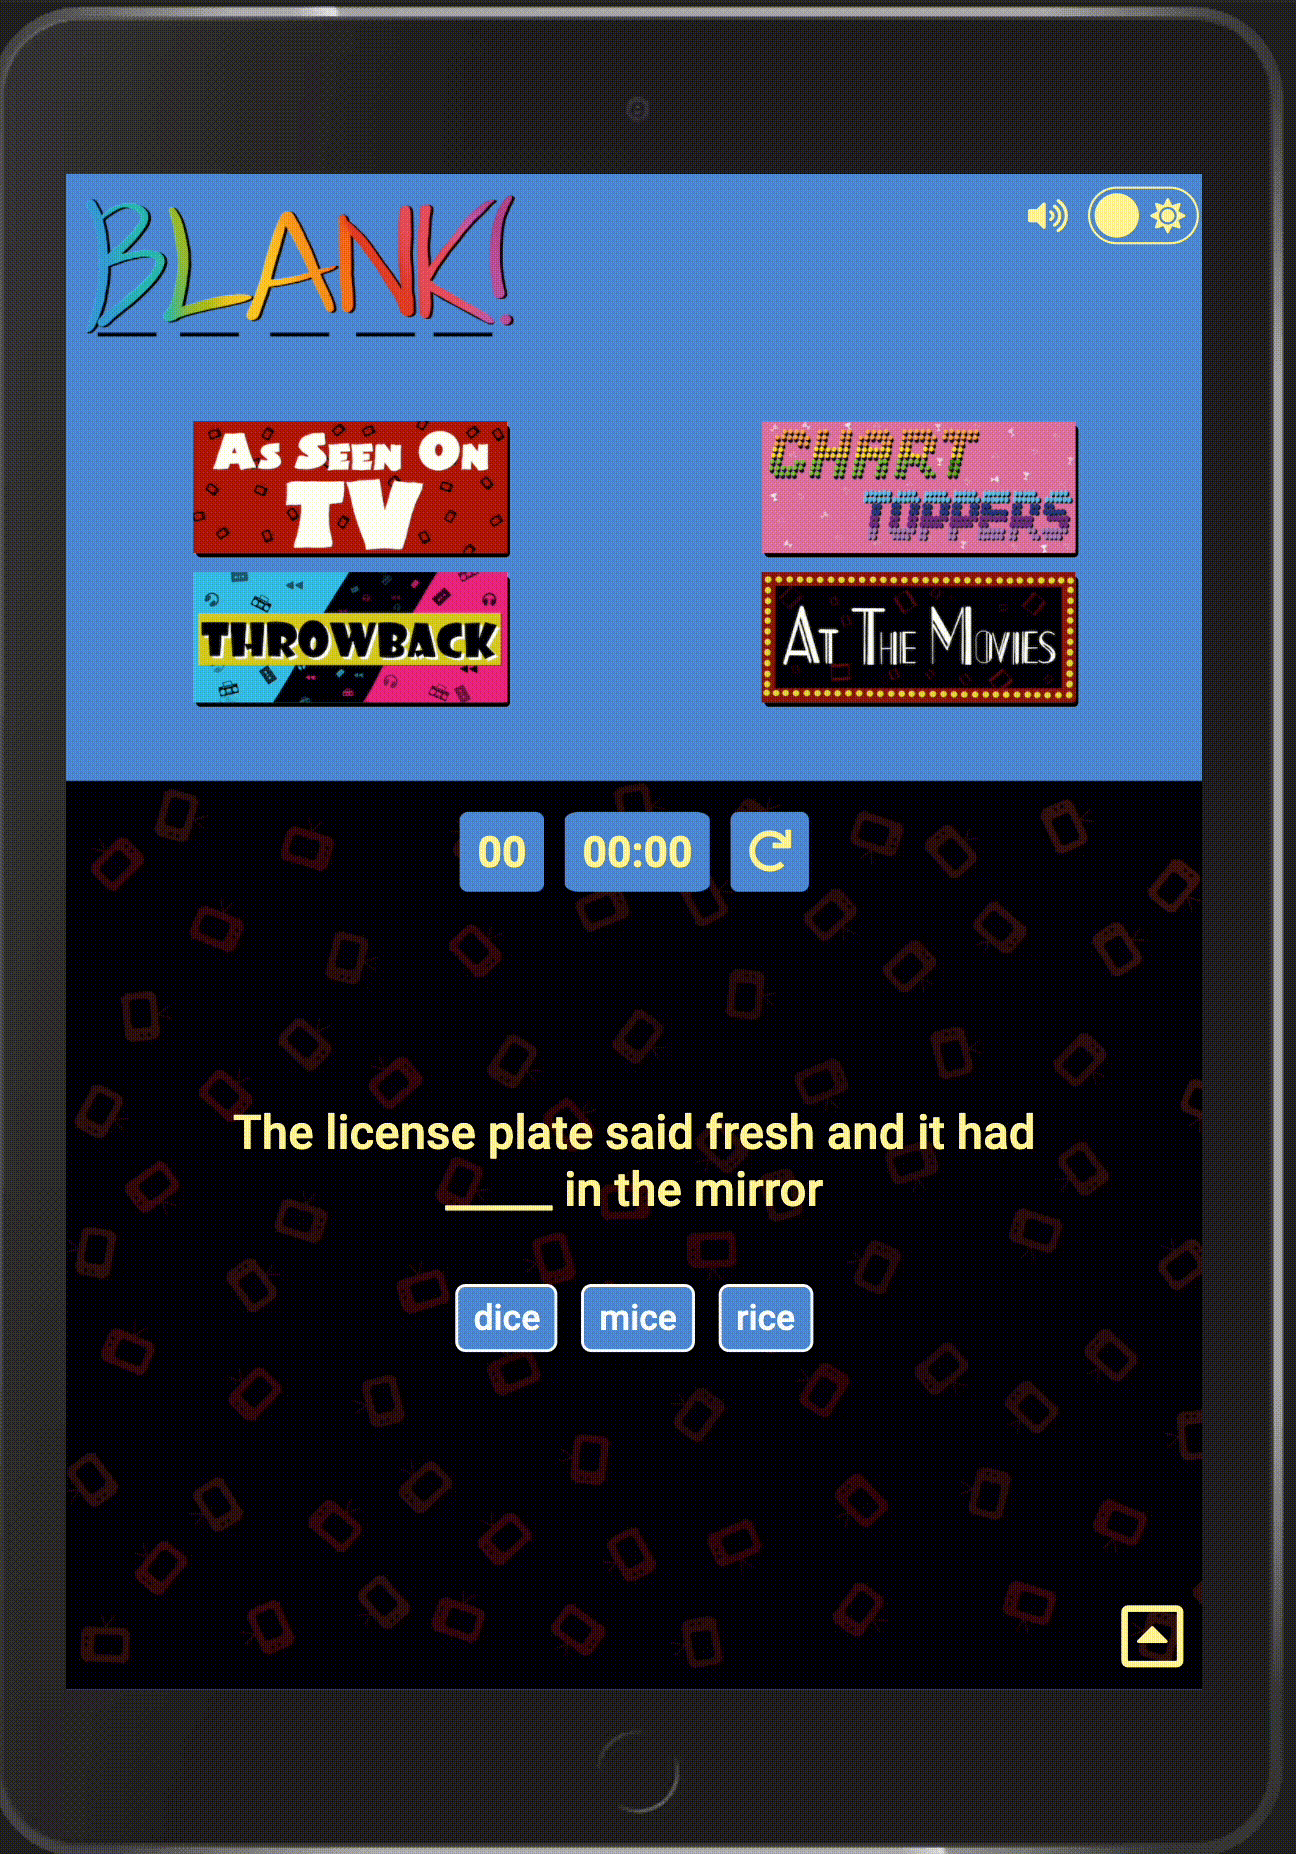 BLANK!
As Seen On
TV
CHART
TOPPERS
THROWBACK
At The Movies
00 00:00
The license plate said fresh and it had
_____ in the mirror
dice mice rice